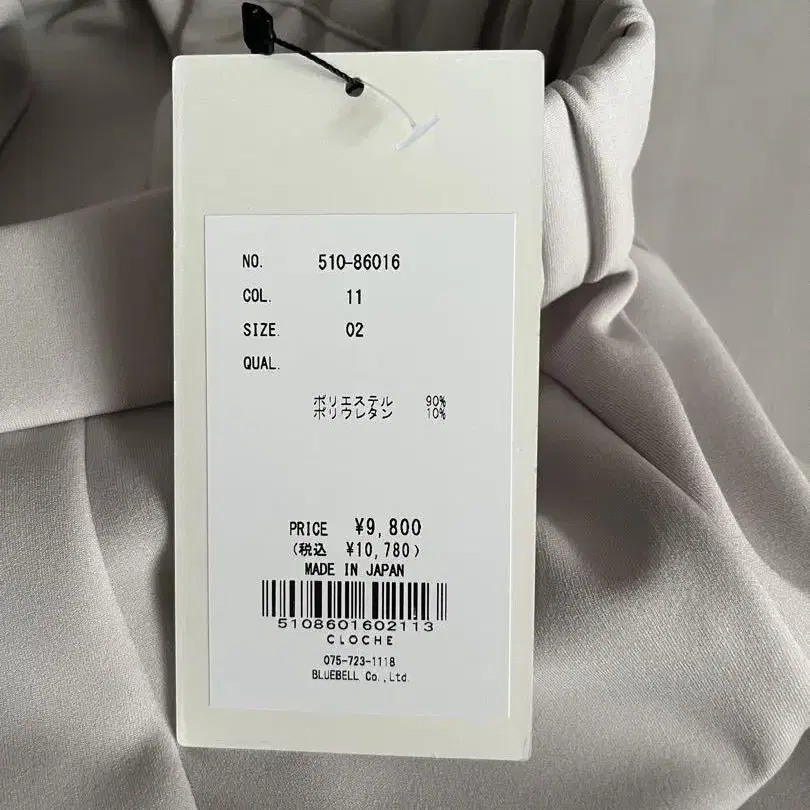 NO. 510-86016
COL. 11
SIZE. 02
QUAL.
ポリエステル 90%
ポリウレタン 10%
PRICE ¥9,800
(税込 ¥10,780)
MADE IN JAPAN
5108601602113
CLOCHE
075-723-1118
BLUEBELL Co.,Ltd.